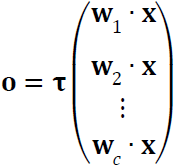 w₁ · x
w₂ · x
o = τ
⋮
w_c · x